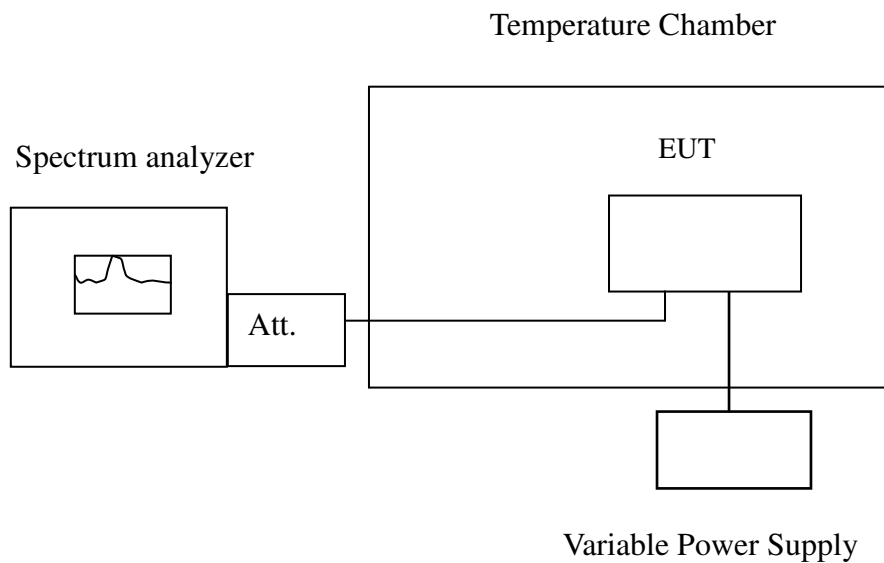 Temperature Chamber
Spectrum analyzer
EUT
Att.
Variable Power Supply